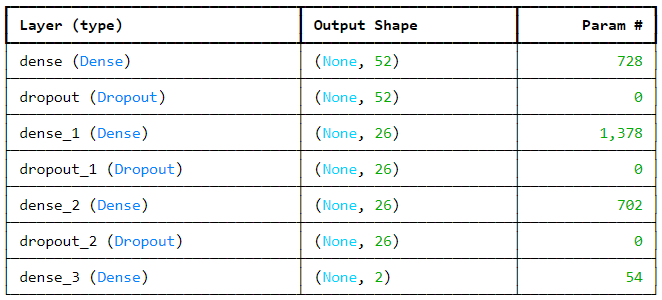 Layer (type) Output Shape Param #
dense (Dense) (None, 52) 728
dropout (Dropout) (None, 52) 0
dense_1 (Dense) (None, 26) 1,378
dropout_1 (Dropout) (None, 26) 0
dense_2 (Dense) (None, 26) 702
dropout_2 (Dropout) (None, 26) 0
dense_3 (Dense) (None, 2) 54